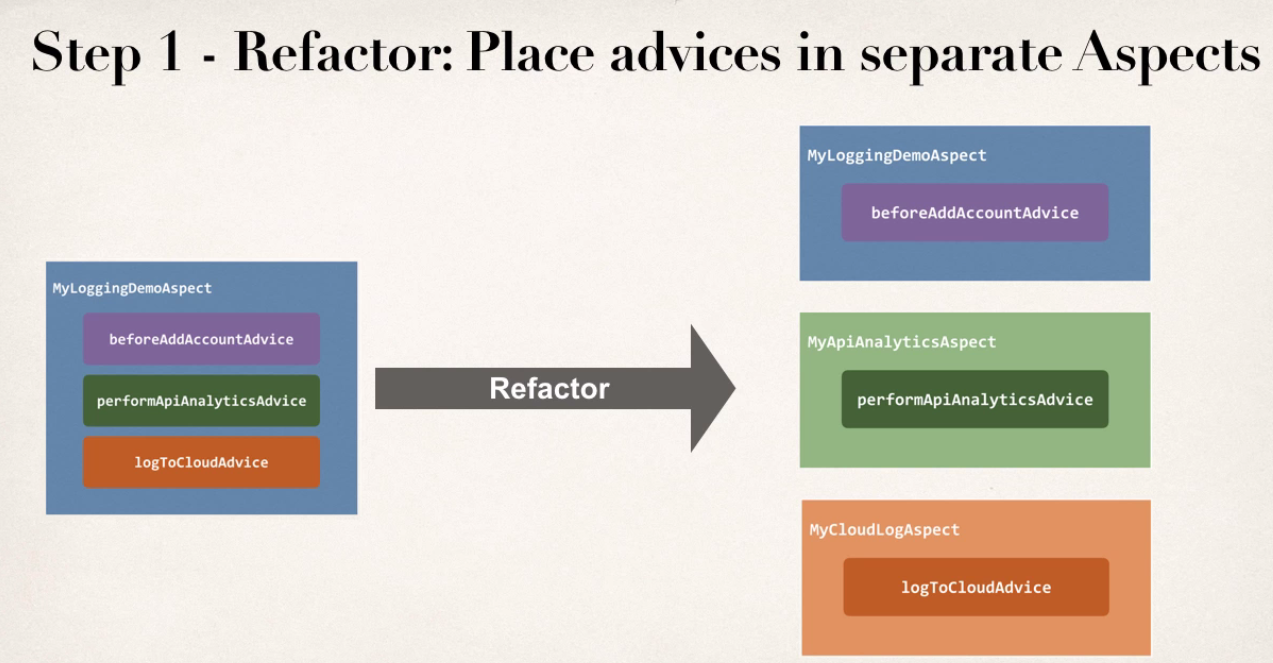 Step 1 - Refactor: Place advices in separate Aspects
MyLoggingDemoAspect
beforeAddAccountAdvice
performApiAnalyticsAdvice
logToCloudAdvice
Refactor
MyLoggingDemoAspect
beforeAddAccountAdvice
MyApiAnalyticsAspect
performApiAnalyticsAdvice
MyCloudLogAspect
logToCloudAdvice